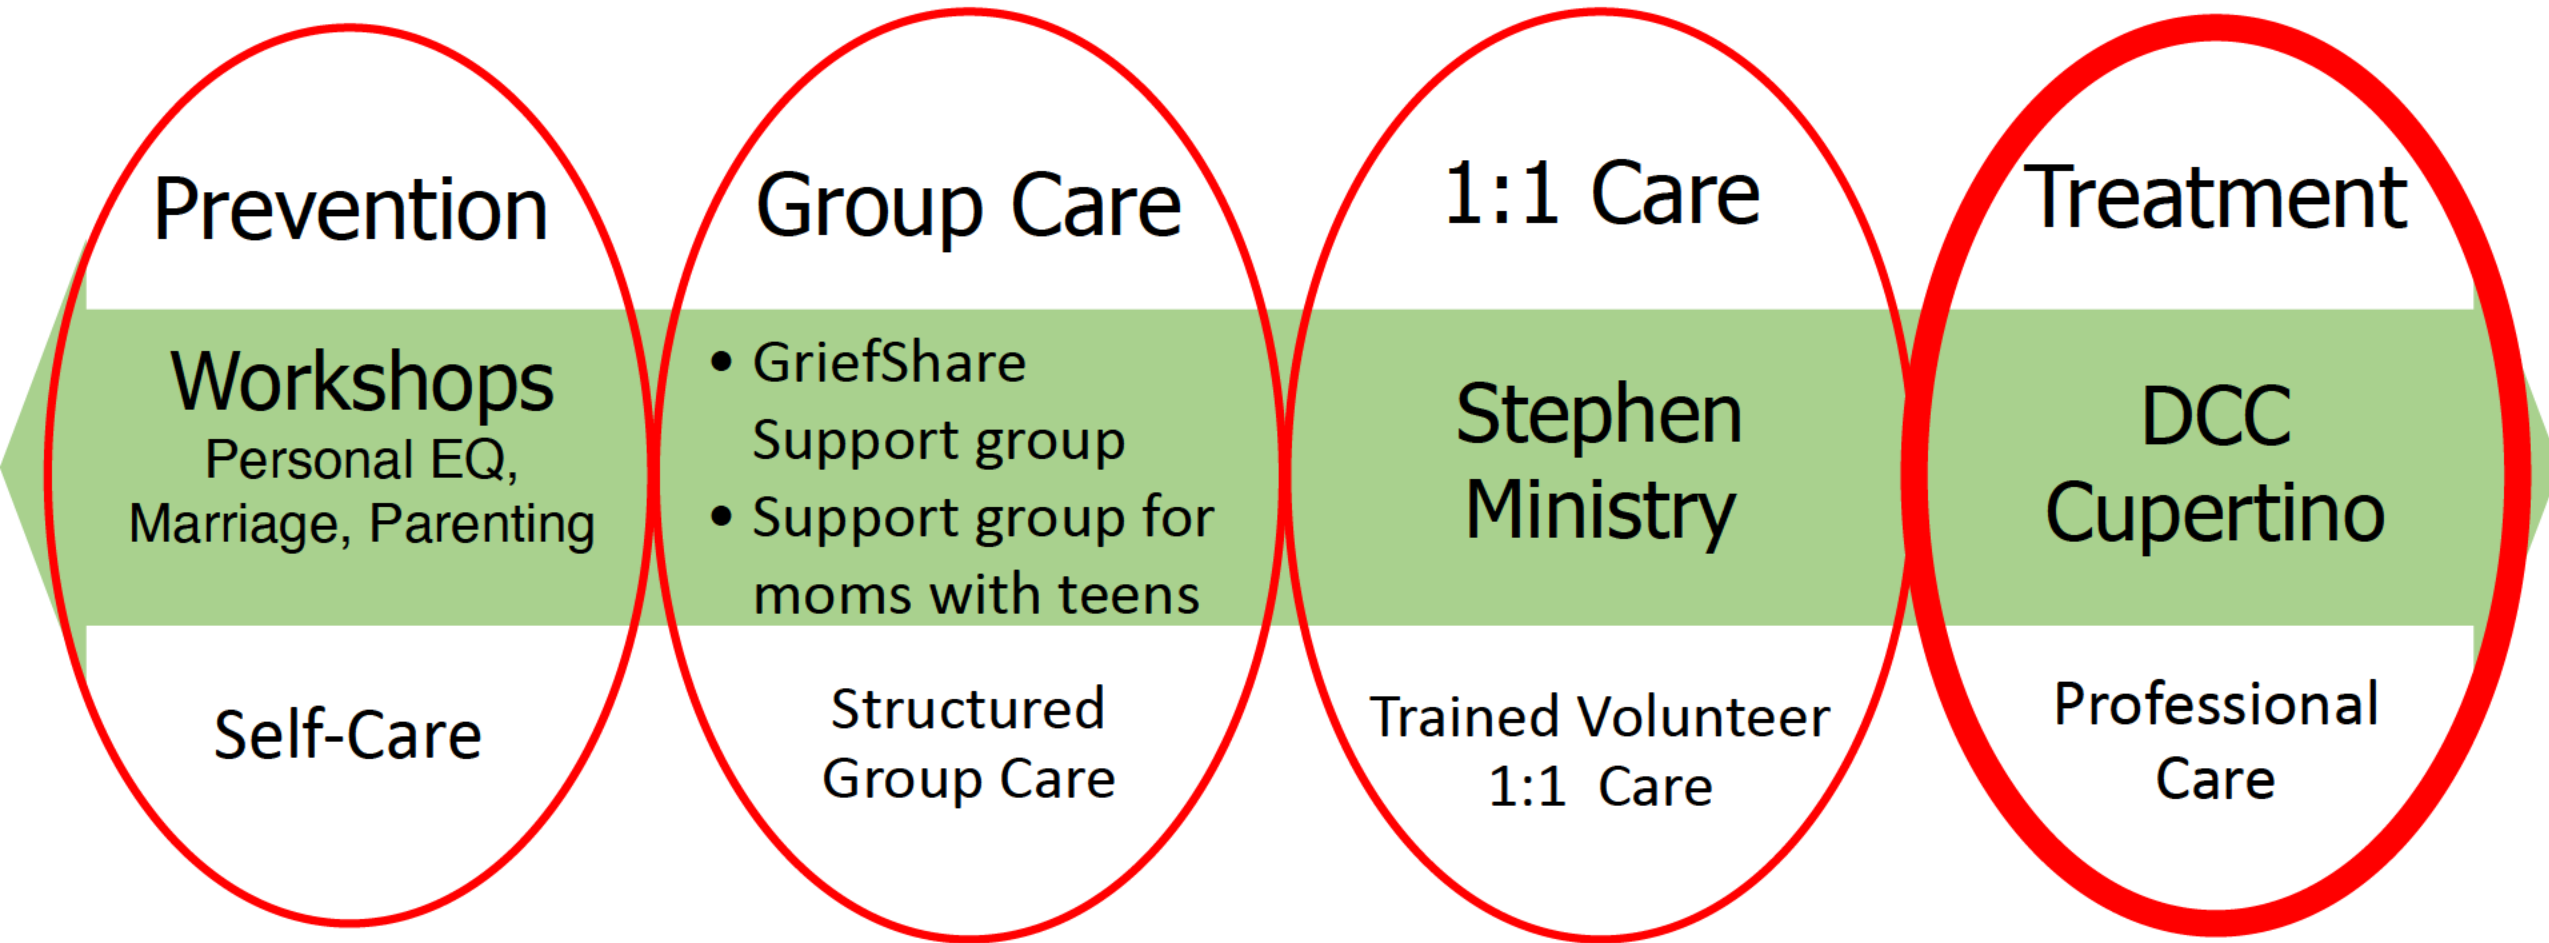 Prevention
Workshops
Personal EQ,
Marriage, Parenting
Self-Care
Group Care
• GriefShare
Support group
• Support group for
moms with teens
Structured
Group Care
1:1 Care
Stephen
Ministry
Trained Volunteer
1:1 Care
Treatment
DCC
Cupertino
Professional
Care